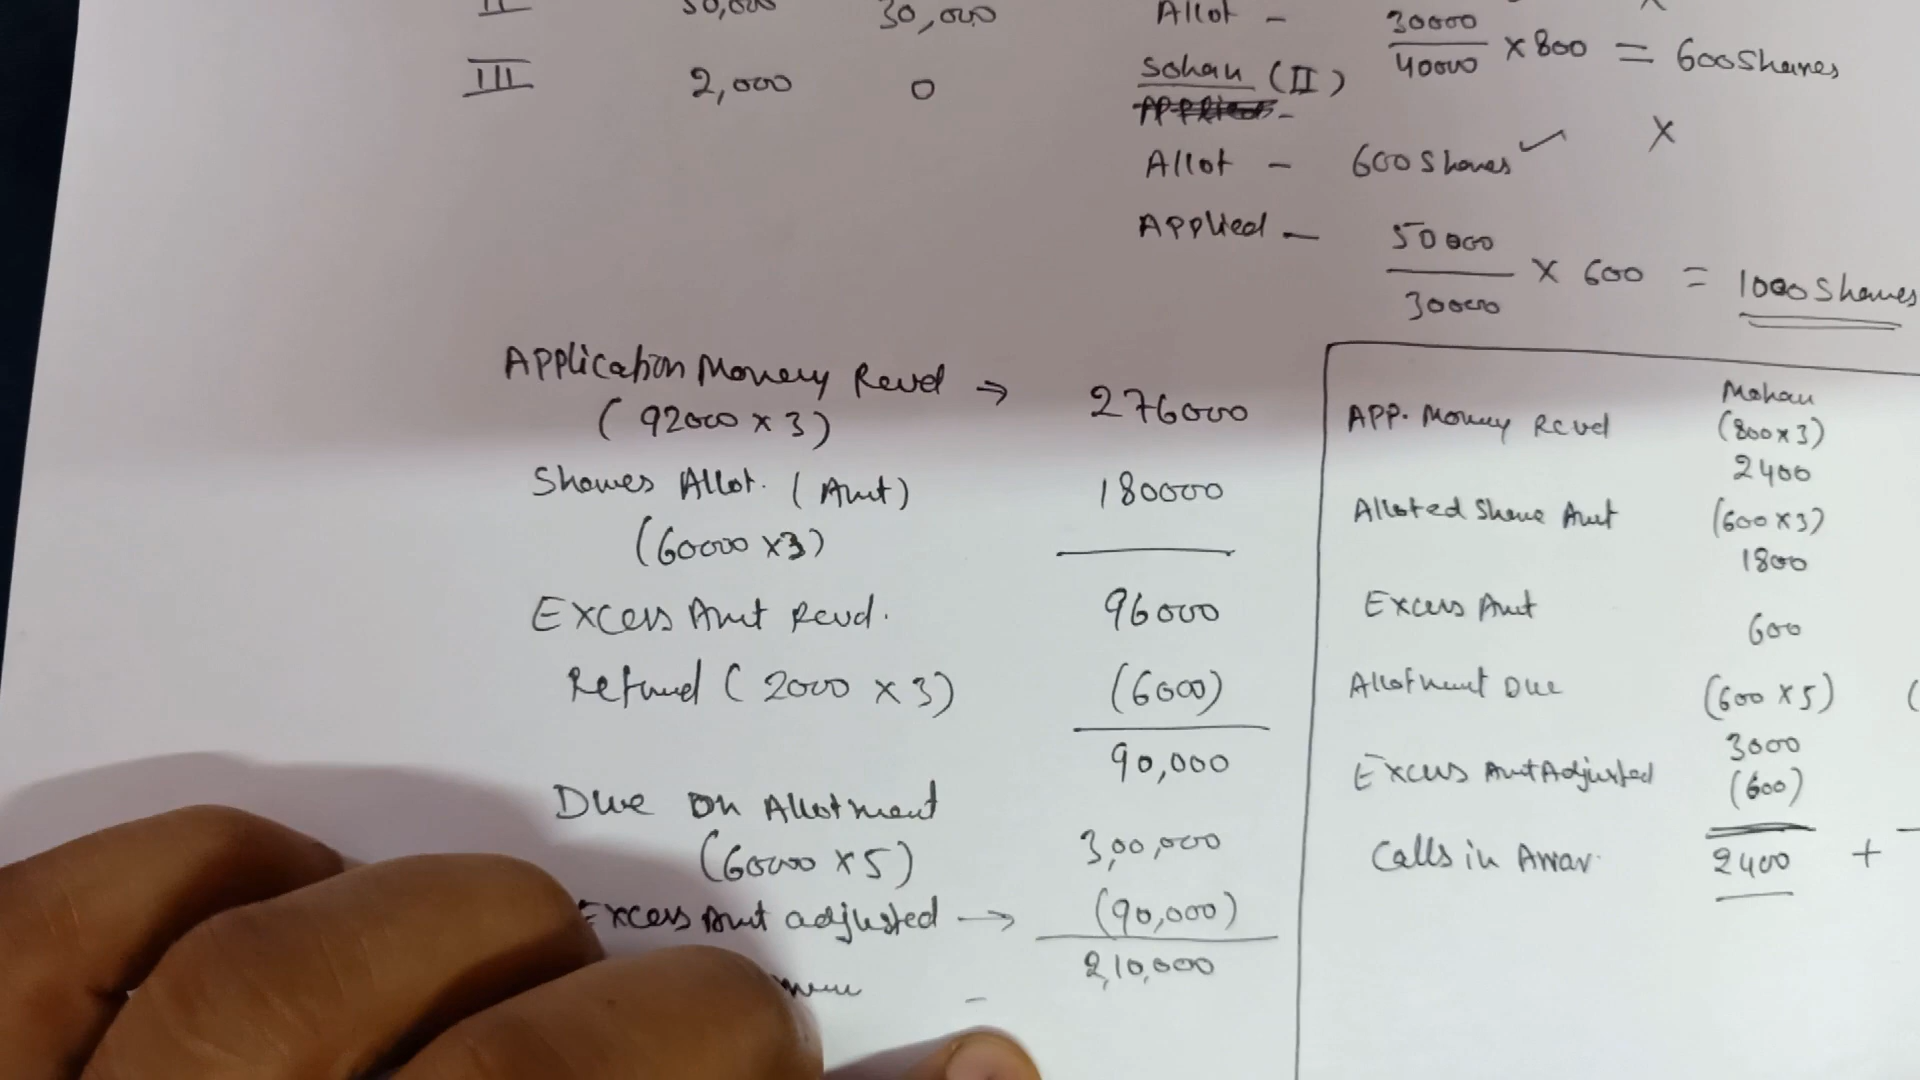 II 50,000 30,000
III 2,000 0
Allot - 30000/40000 x 800 = 600 Shares
Sohan (II)
Allot - 600 Shares ✓ X
Applied - 50000/30000 x 600 = 1000 Shares
Application Money Recvd → 276000
(92000 x 3)
Shares Allot. (Amt) 180000
(60000 x 3)
Excess Amt Recvd. 96000
Refund (2000 x 3) (6000)
90,000
Due on Allotment
(60000 x 5) 3,00,000
Excess Amt adjusted → (90,000)
2,10,000
Mohan
APP. Money Rcvd (800 x 3)
2400
Alloted Share Amt (600 x 3)
1800
Excess Amt 600
Allotment Due (600 x 5) (
3000
Excess Amt Adjusted (600)
Calls in Arrear. 2400 +